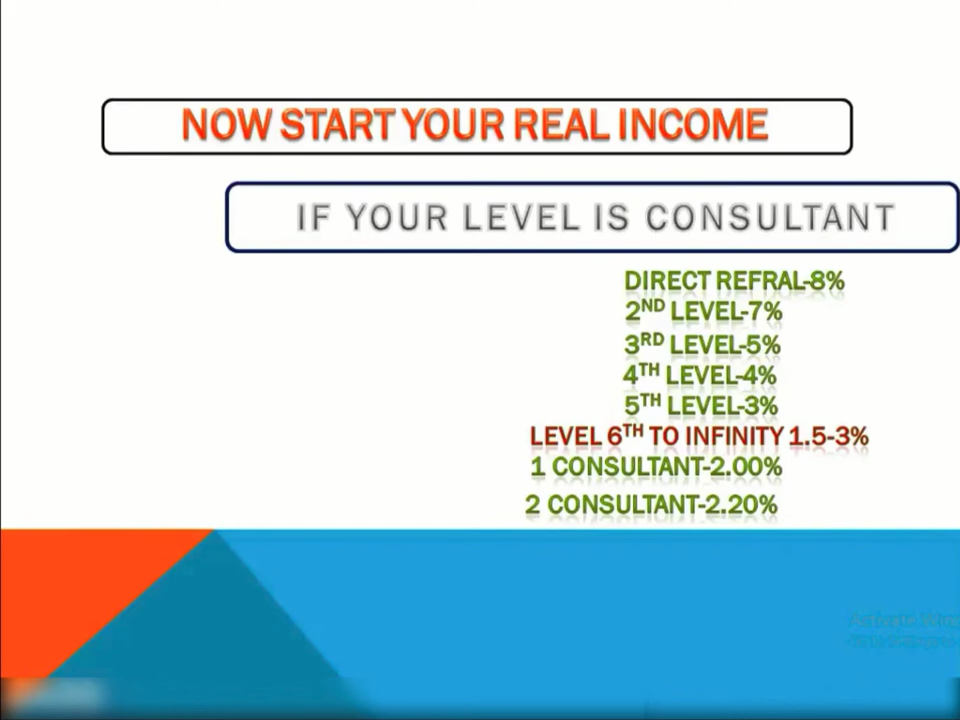 NOW START YOUR REAL INCOME
IF YOUR LEVEL IS CONSULTANT
DIRECT REFRAL-8%
2ND LEVEL-7%
3RD LEVEL-5%
4TH LEVEL-4%
5TH LEVEL-3%
LEVEL 6TH TO INFINITY 1.5-3%
1 CONSULTANT-2.00%
2 CONSULTANT-2.20%